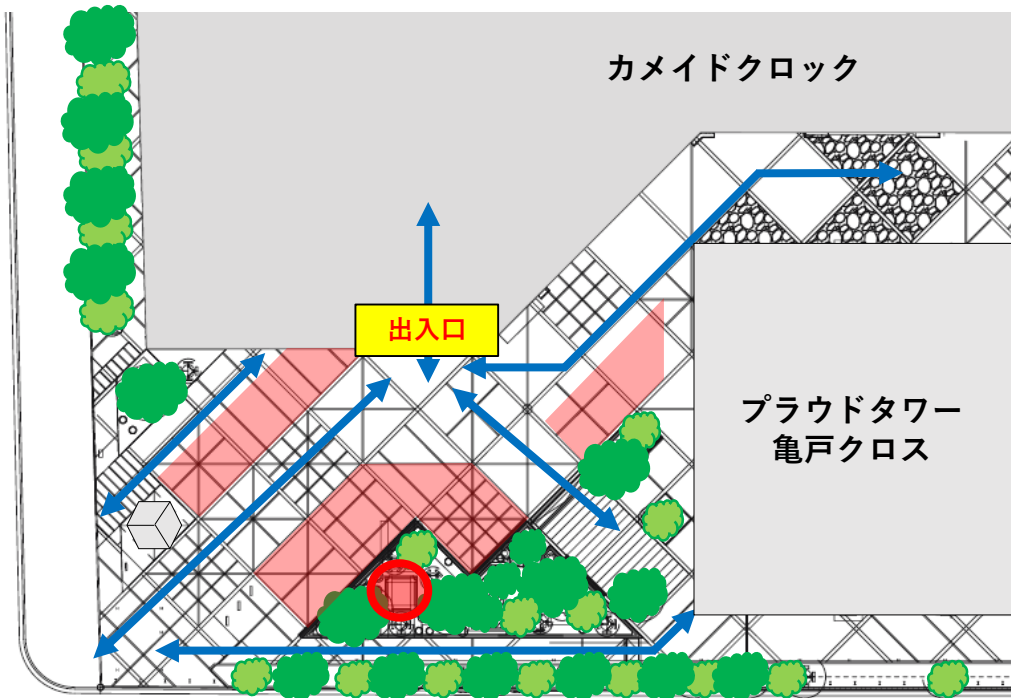 カメイドクロック
出入口
プラウドタワー
亀戸クロス